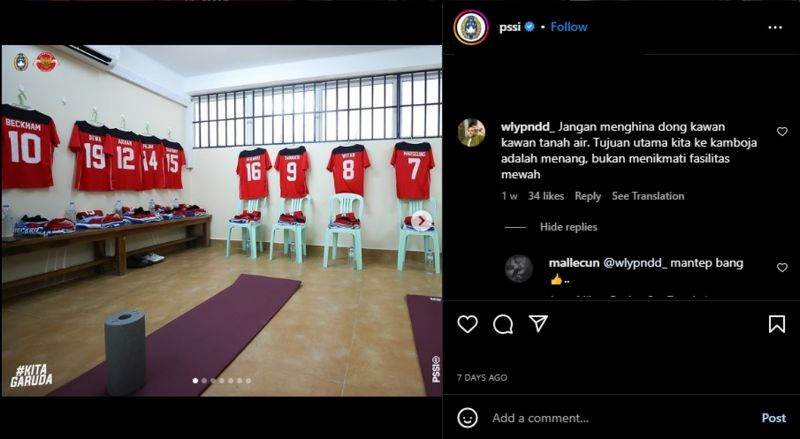 BECKHAM
10
DEWA
19
ARKHAN
12
FAJAR
14
15
16
9
WITAN
8
MARSELINO
7
#KITA
GARUDA
PSSI
pssi • Follow
wlypndd_ Jangan menghina dong kawan
kawan tanah air. Tujuan utama kita ke kamboja
adalah menang, bukan menikmati fasilitas
mewah
1 w 34 likes Reply See Translation
Hide replies
mallecun @wlypndd_ mantep bang
👍..
7 DAYS AGO
Add a comment... Post